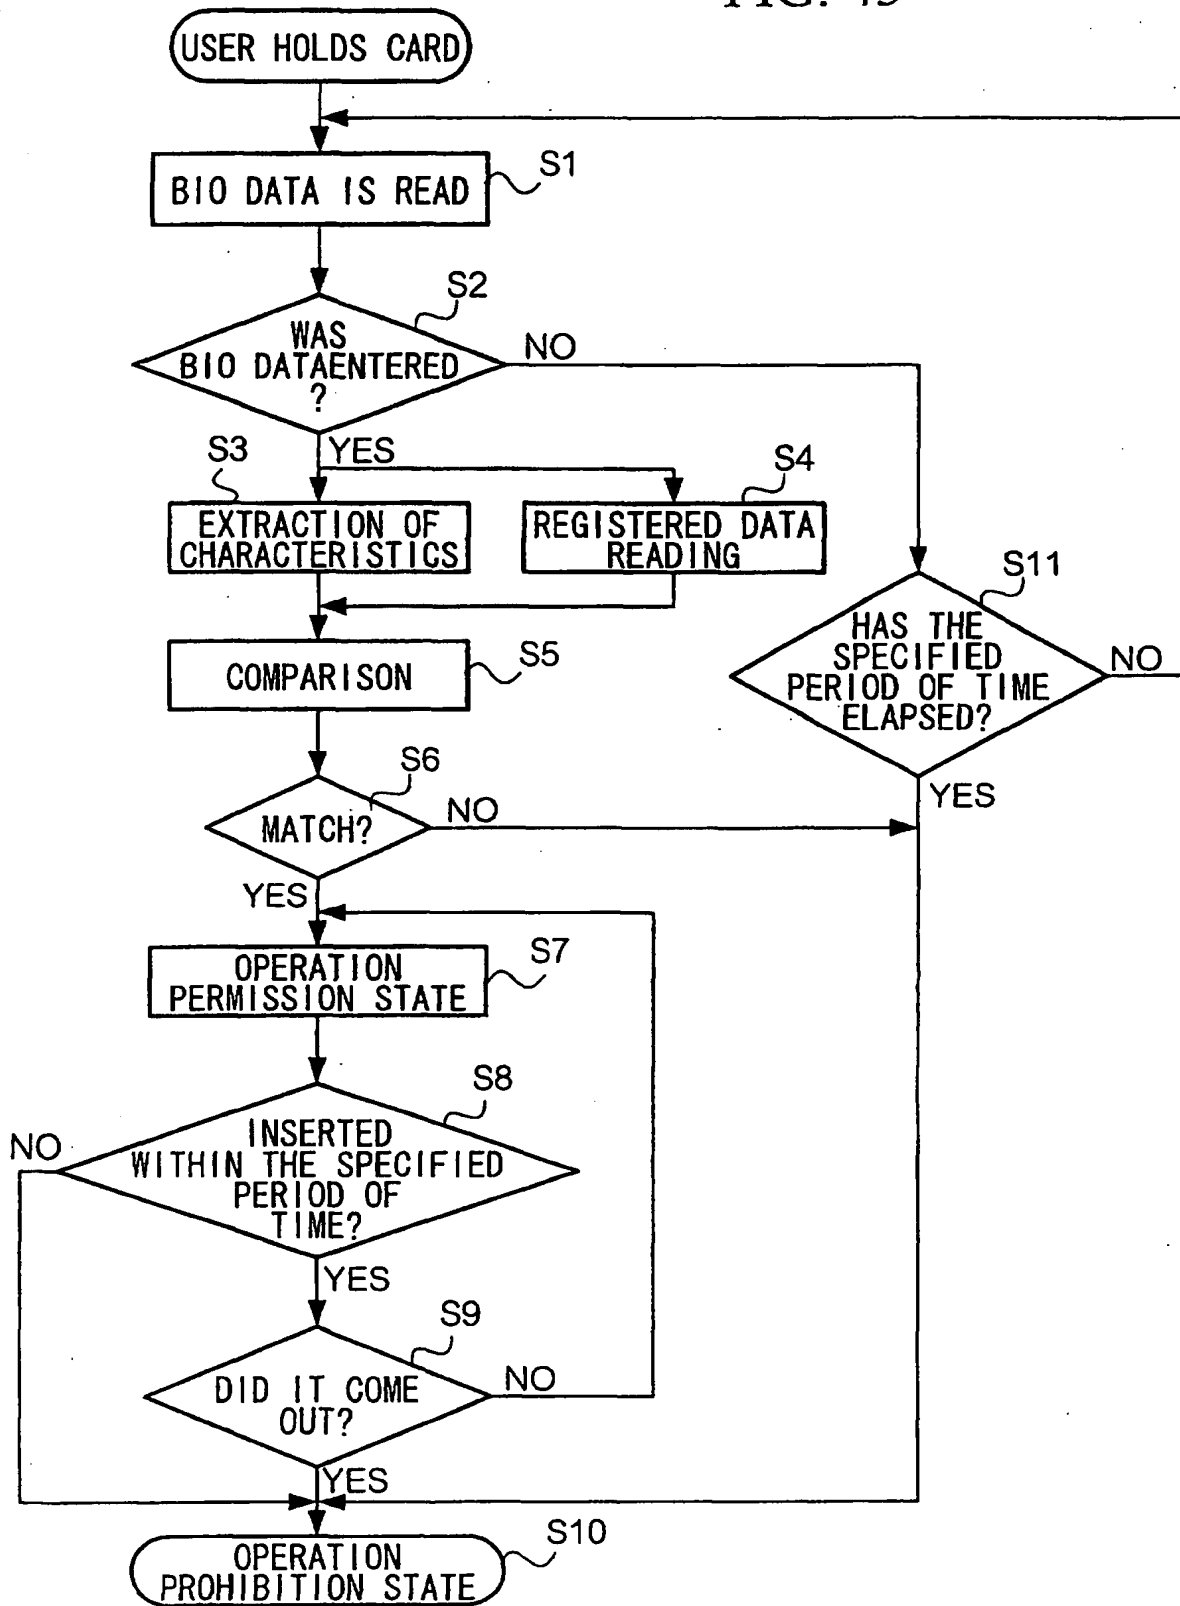 FIG. 45
USER HOLDS CARD
S1
BIO DATA IS READ
S2
WAS
BIO DATAENTERED
?
NO
YES
S3
S4
EXTRACTION OF
CHARACTERISTICS
REGISTERED DATA
READING
S11
HAS THE
SPECIFIED
PERIOD OF TIME
ELAPSED?
NO
YES
S5
COMPARISON
S6
MATCH?
NO
YES
S7
OPERATION
PERMISSION STATE
S8
INSERTED
WITHIN THE SPECIFIED
PERIOD OF
TIME?
NO
YES
S9
DID IT COME
OUT?
NO
YES
S10
OPERATION
PROHIBITION STATE